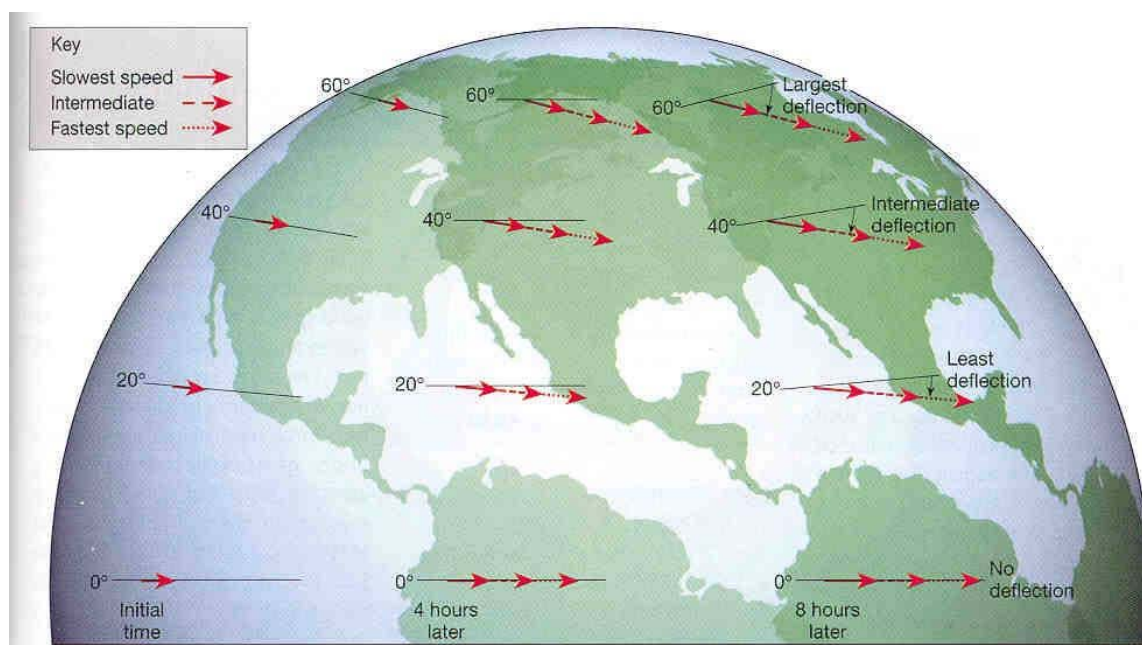 Key
Slowest speed
Intermediate
Fastest speed
60°
60°
60°
Largest
deflection
40°
40°
40°
Intermediate
deflection
20°
20°
20°
Least
deflection
0°
0°
0°
No
deflection
Initial
time
4 hours
later
8 hours
later